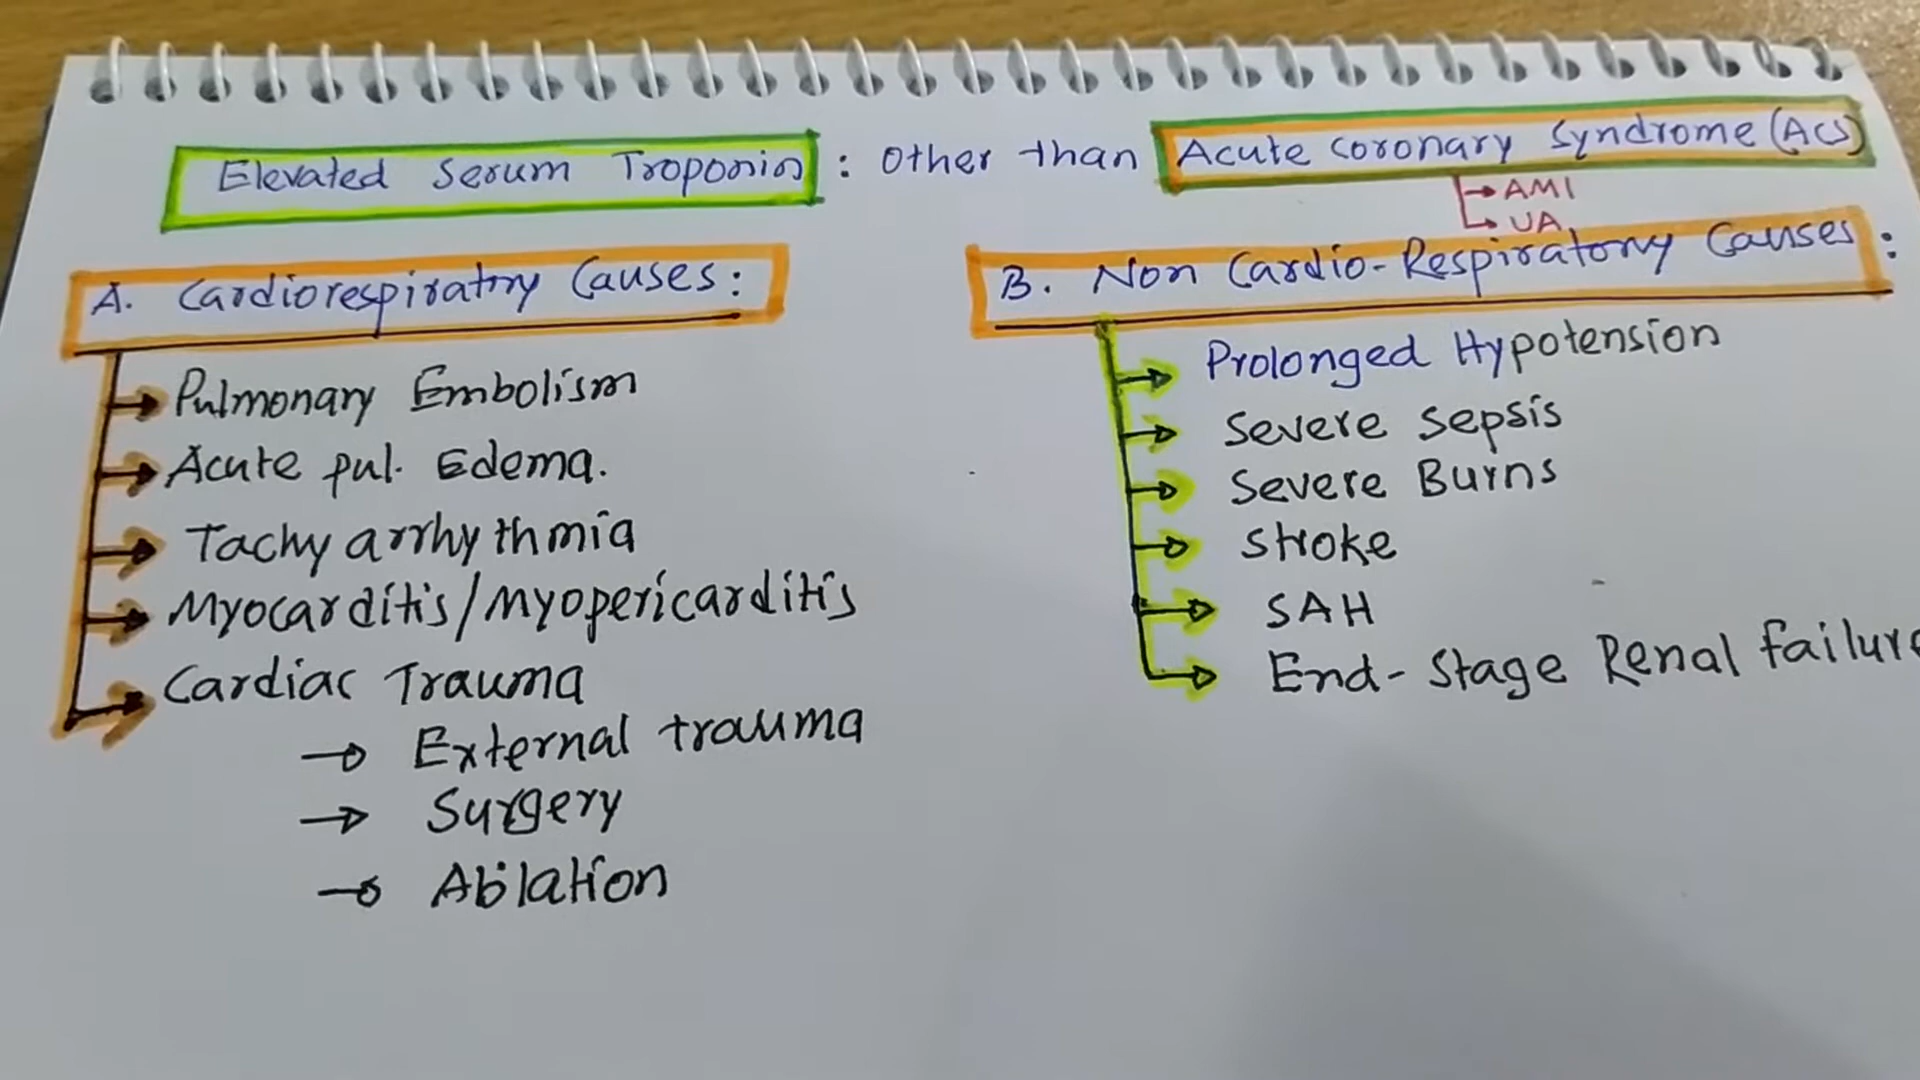 Elevated Serum Troponin : Other than Acute coronary Syndrome (ACS)
→ AMI
→ UA
A. Cardiorespiratory Causes :
→ Pulmonary Embolism
→ Acute pul. Edema.
→ Tachy arrhythmia
→ Myocarditis/Myopericarditis
→ Cardiac Trauma
→ External trauma
→ Surgery
→ Ablation
B. Non Cardio-Respiratory Causes :
→ Prolonged Hypotension
→ Severe Sepsis
→ Severe Burns
→ Stroke
→ SAH
→ End-Stage Renal failure